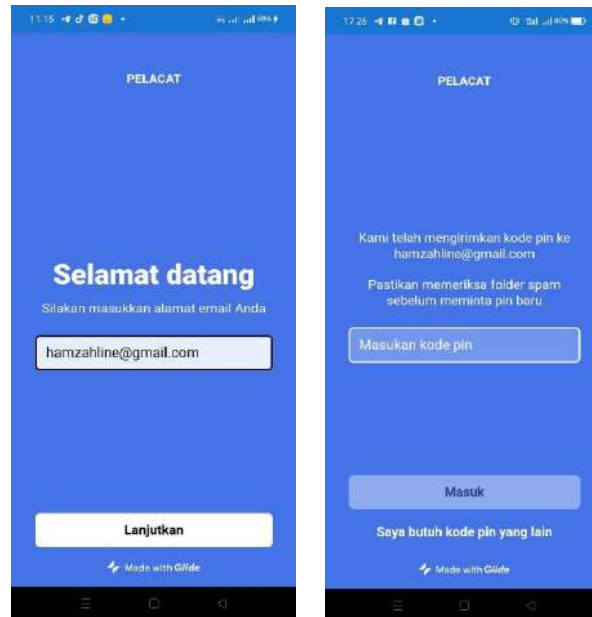 11:15
PELACAT
Selamat datang
Silakan masukkan alamat email Anda
hamzahline@gmail.com
Lanjutkan
Made with Glide
17.26
PELACAT
Kami telah mengirimkan kode pin ke
hamzahline@gmail.com
Pastikan memeriksa folder spam
sebelum meminta pin baru
Masukan kode pin
Masuk
Saya butuh kode pin yang lain
Made with Glide